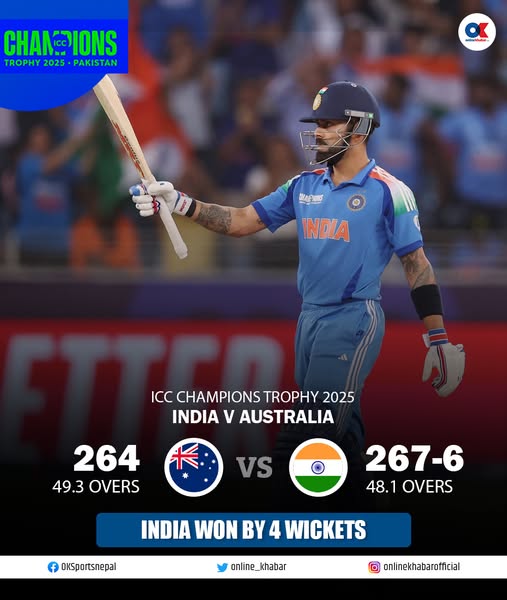 CHAMPIONS
ICC
TROPHY 2025 • PAKISTAN
OK
INDIA
ETTER
ICC CHAMPIONS TROPHY 2025
INDIA V AUSTRALIA
264
49.3 OVERS
VS
267-6
48.1 OVERS
INDIA WON BY 4 WICKETS
OKSportsnepal
online_khabar
onlinekhabarofficial